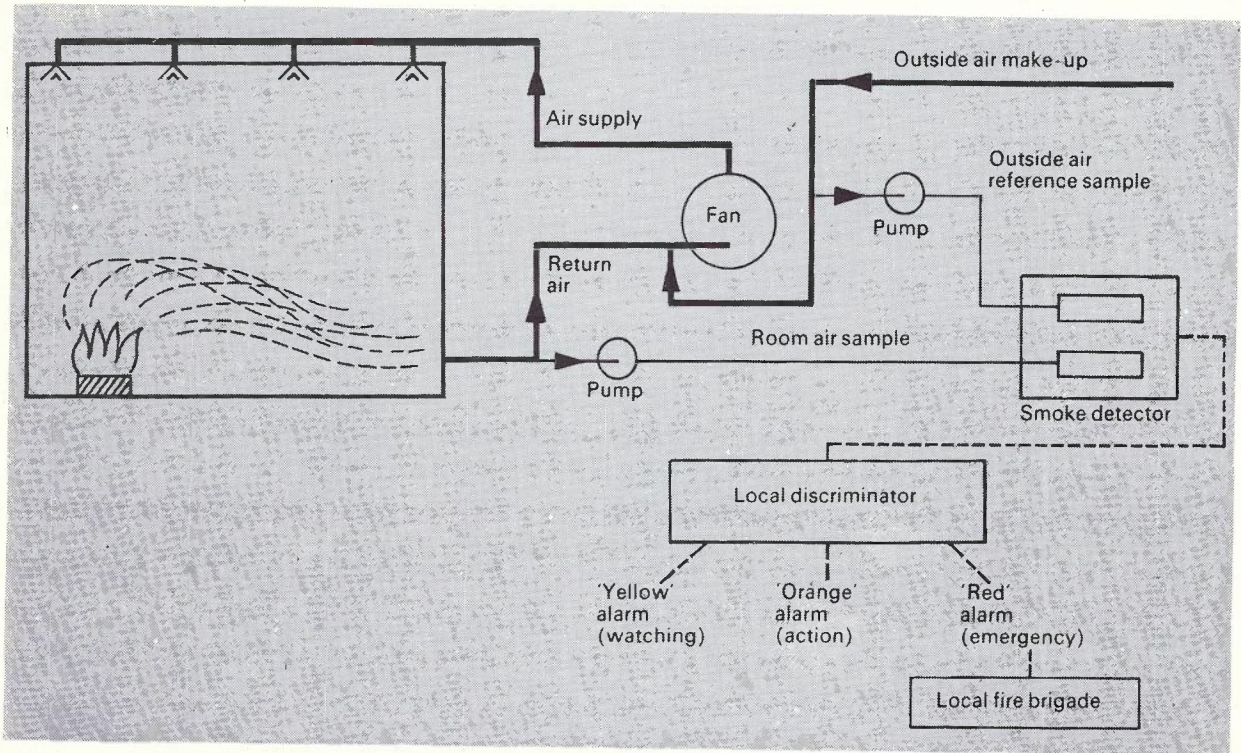 Outside air make-up
Air supply
Outside air
reference sample
Fan
Pump
Return
air
Room air sample
Pump
Smoke detector
Local discriminator
'Yellow'
alarm
(watching)
'Orange'
alarm
(action)
'Red'
alarm
(emergency)
Local fire brigade